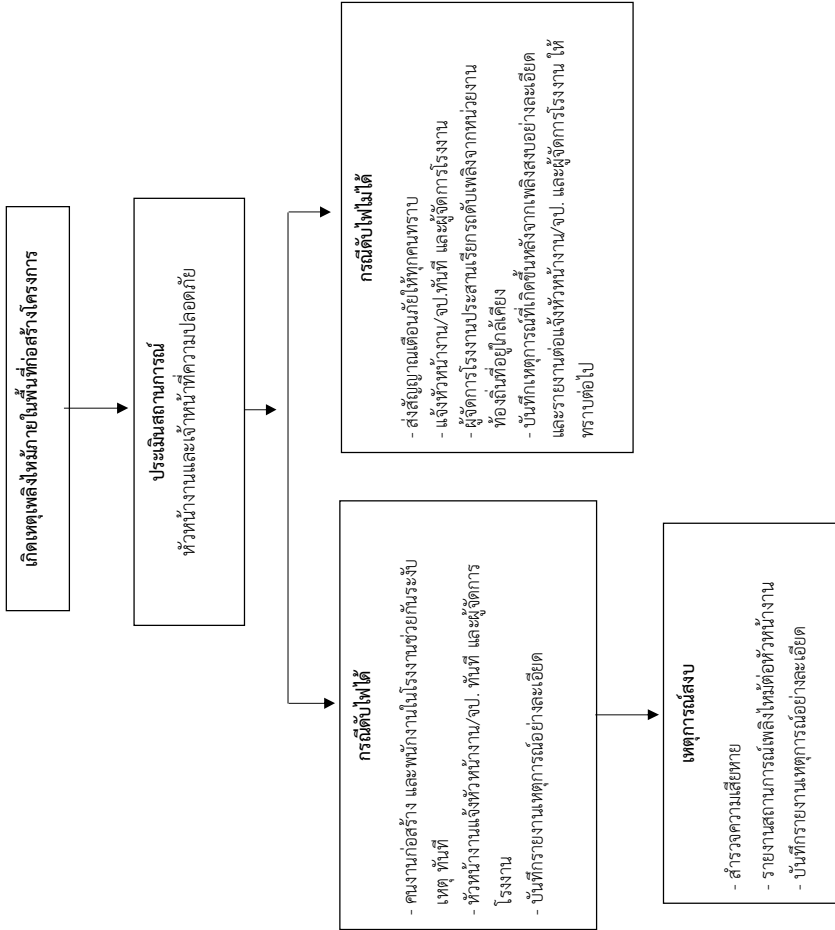 เกิดเหตุเพลิงไหม้ภายในพื้นที่ก่อสร้างโครงการ
ประเมินสถานการณ์
หัวหน้างานและเจ้าหน้าที่ความปลอดภัย
กรณีดับไฟได้
- คนงานก่อสร้าง และพนักงานในโรงงานช่วยกันระงับ
เหตุ ทันที
- หัวหน้างานแจ้งหัวหน้างาน/จป. ทันที และผู้จัดการ
โรงงาน
- บันทึกรายงานเหตุการณ์อย่างละเอียด
กรณีดับไฟไม่ได้
- ส่งสัญญาณเตือนภัยให้ทุกคนทราบ
- แจ้งหัวหน้างาน/จป.ทันที และผู้จัดการโรงงาน
- ผู้จัดการโรงงานประสานเรียกรถดับเพลิงจากหน่วยงาน
ท้องถิ่นที่อยู่ใกล้เคียง
- บันทึกเหตุการณ์ที่เกิดขึ้นหลังจากเพลิงสงบอย่างละเอียด
และรายงานต่อแจ้งหัวหน้างาน/จป. และผู้จัดการโรงงาน ให้
ทราบต่อไป
เหตุการณ์สงบ
- สำรวจความเสียหาย
- รายงานสถานการณ์เพลิงไหม้ต่อหัวหน้างาน
- บันทึกรายงานเหตุการณ์อย่างละเอียด